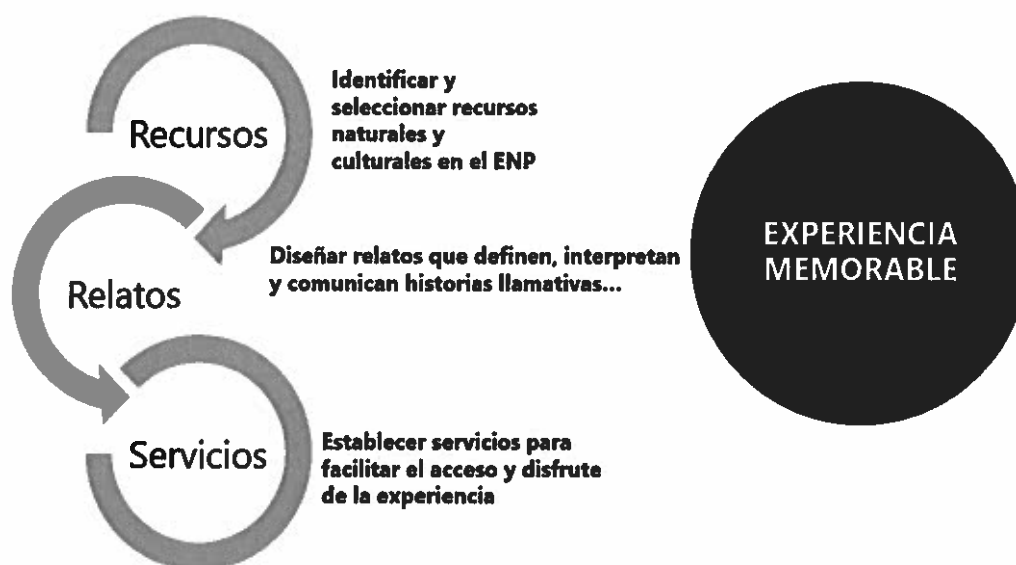 Recursos
Identificar y
seleccionar recursos
naturales y
culturales en el ENP
Relatos
Diseñar relatos que definen, interpretan
y comunican historias llamativas...
Servicios
Establecer servicios para
facilitar el acceso y disfrute
de la experiencia
EXPERIENCIA
MEMORABLE